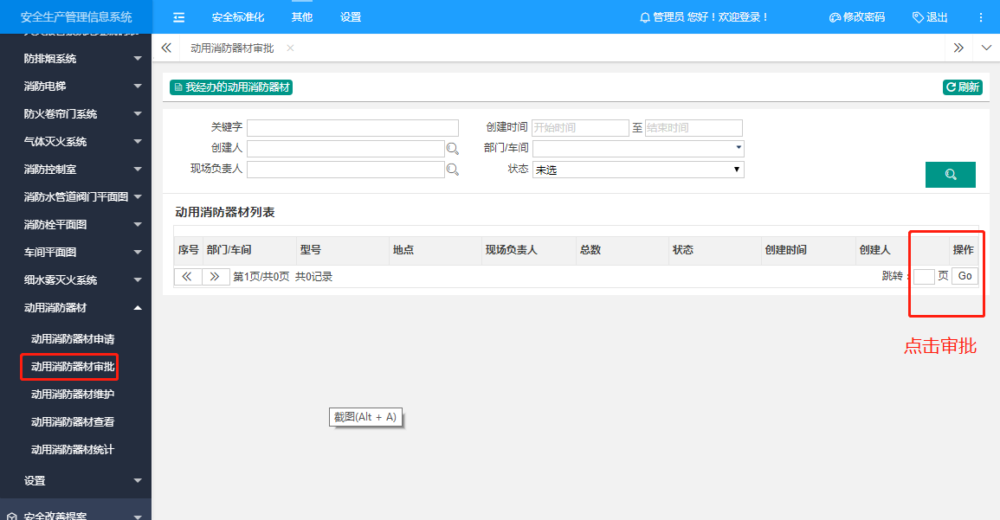 安全生产管理信息系统
安全标准化 其他 设置
管理员 您好！欢迎登录！
修改密码 退出
动用消防器材审批
防排烟系统
消防电梯
防火卷帘门系统
气体灭火系统
消防控制室
消防水管道阀门平面图
消防栓平面图
车间平面图
细水雾灭火系统
动用消防器材
动用消防器材申请
动用消防器材审批
动用消防器材维护
动用消防器材查看
动用消防器材统计
设置
安全改善提案
我经办的动用消防器材 刷新
关键字 创建时间 开始时间 至 结束时间
创建人 部门/车间
现场负责人 状态 未选
动用消防器材列表
序号 部门/车间 型号 地点 现场负责人 总数 状态 创建时间 创建人 操作
第1页/共0页 共0记录 跳转： 页 Go
点击审批
截图(Alt + A)